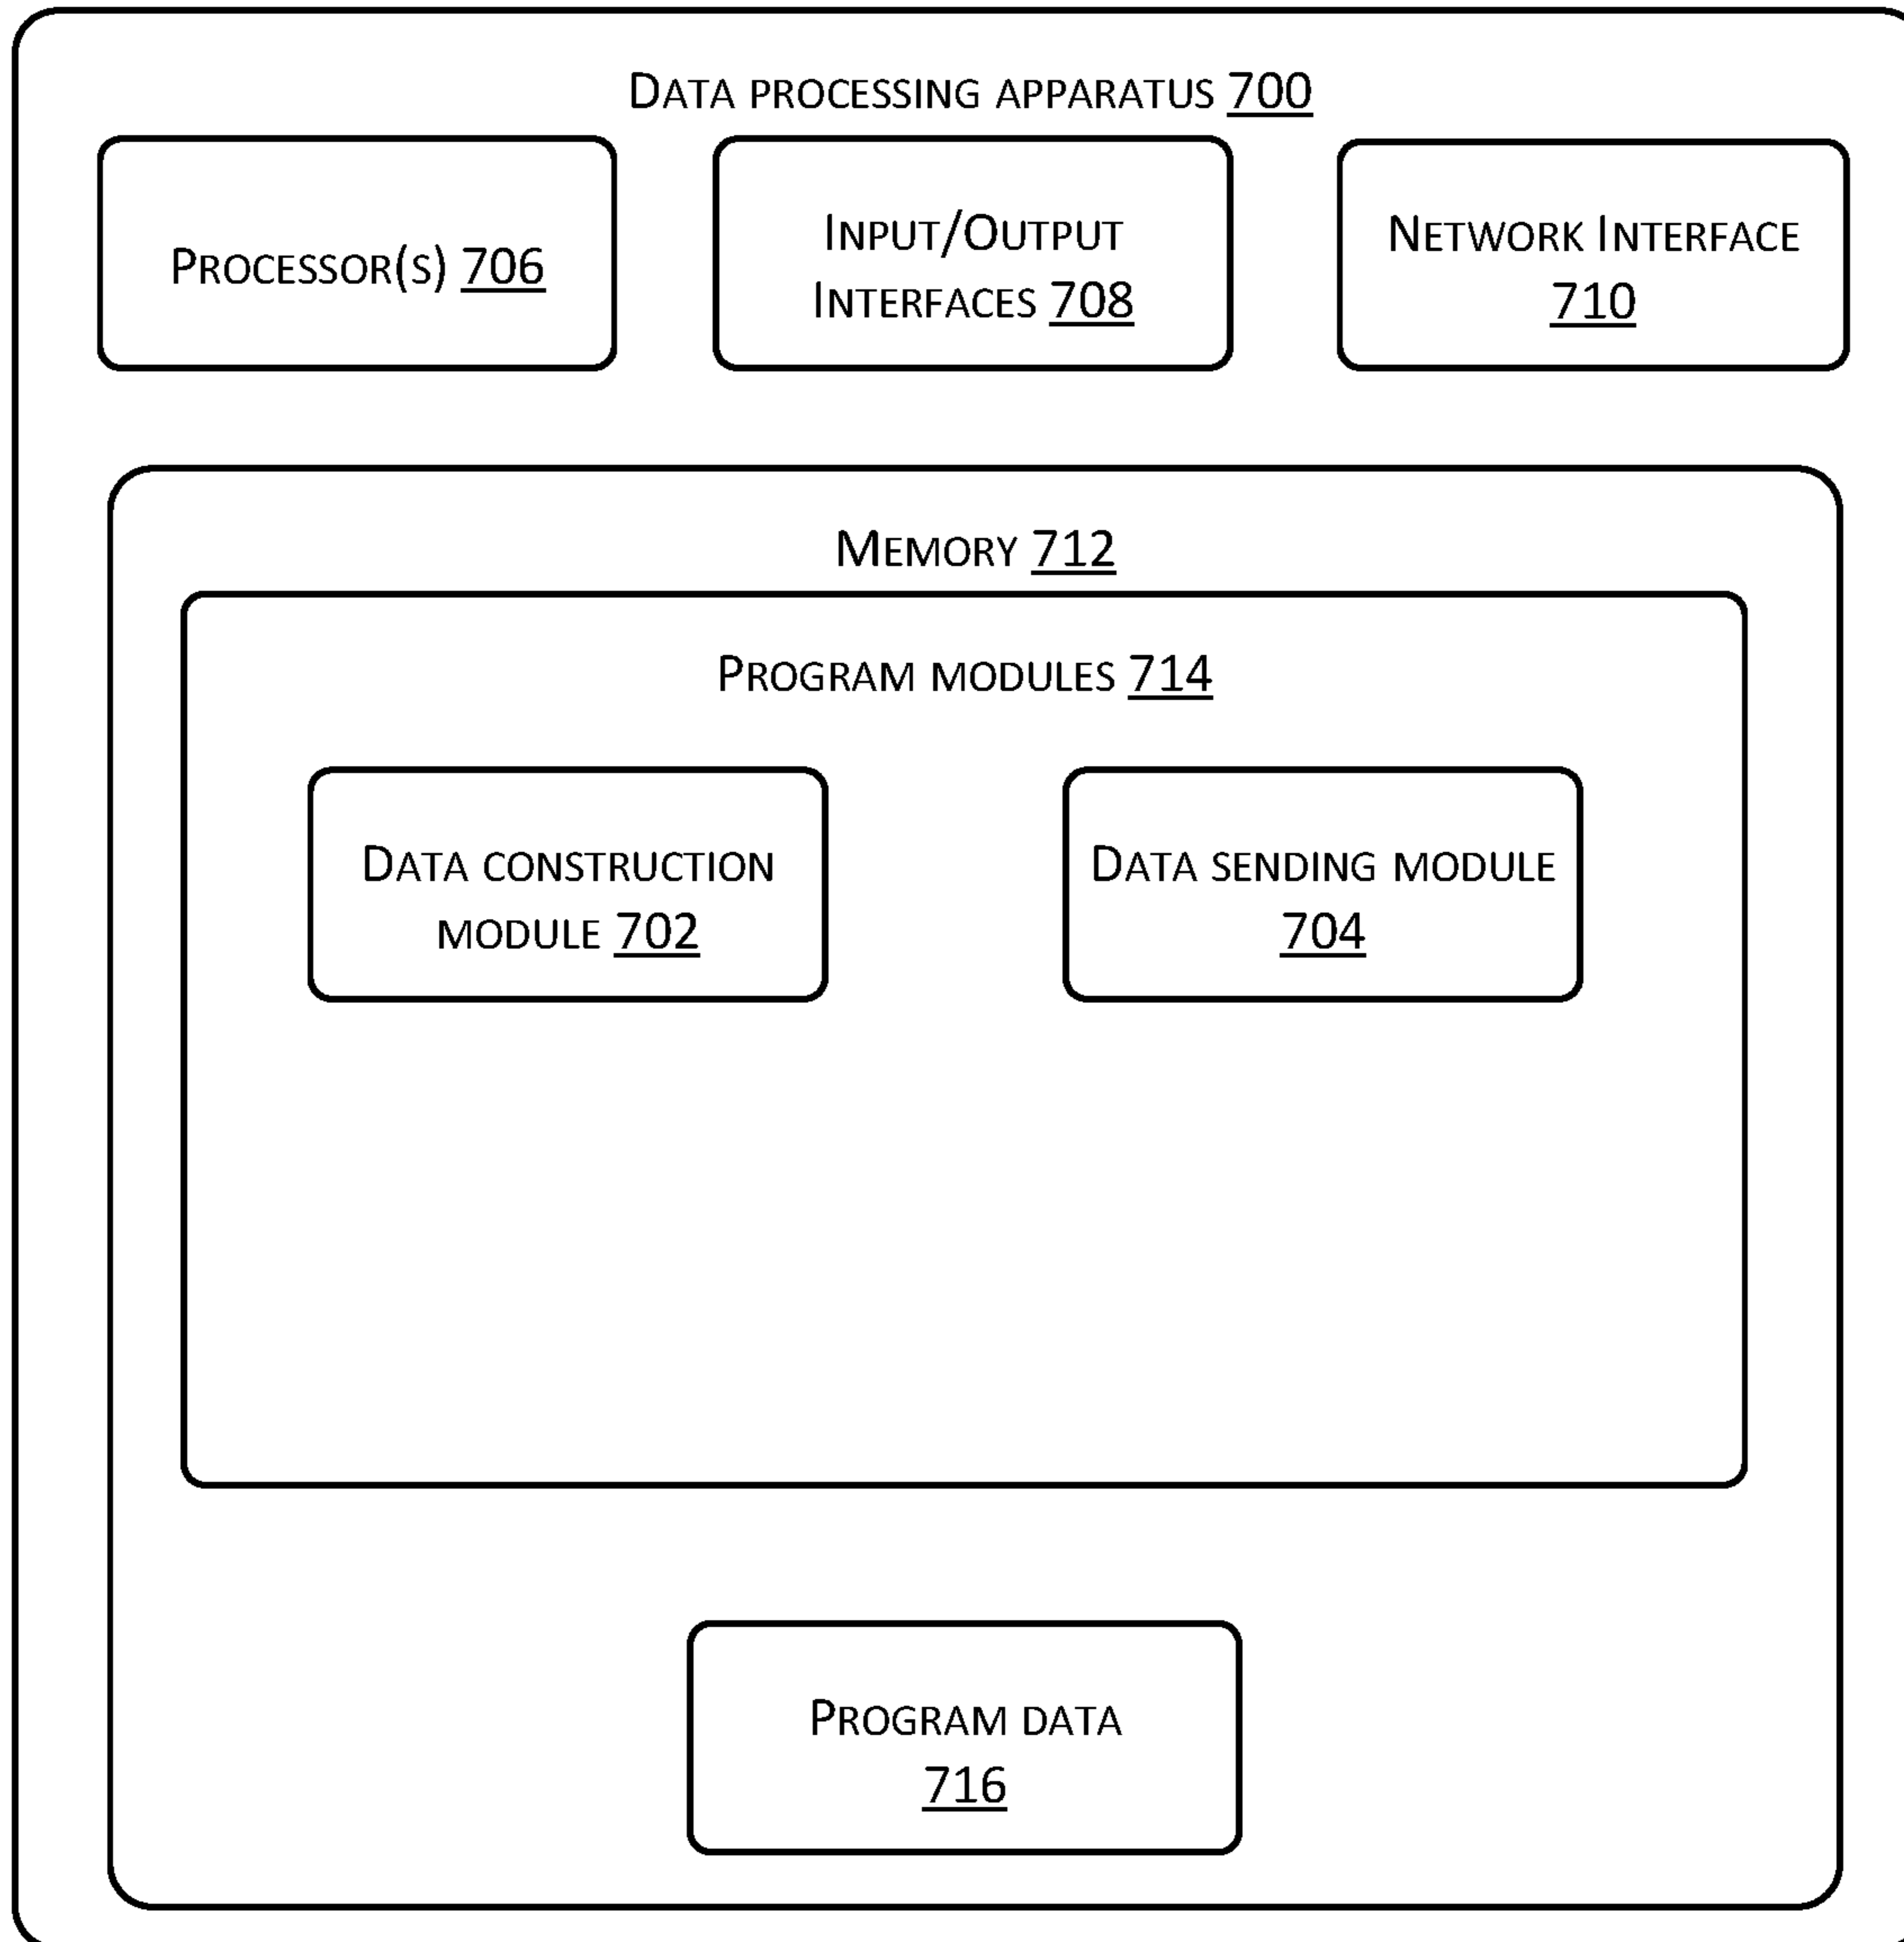 Data processing apparatus 700
Processor(s) 706
Input/Output
Interfaces 708
Network Interface
710
Memory 712
Program modules 714
Data construction
module 702
Data sending module
704
Program data
716